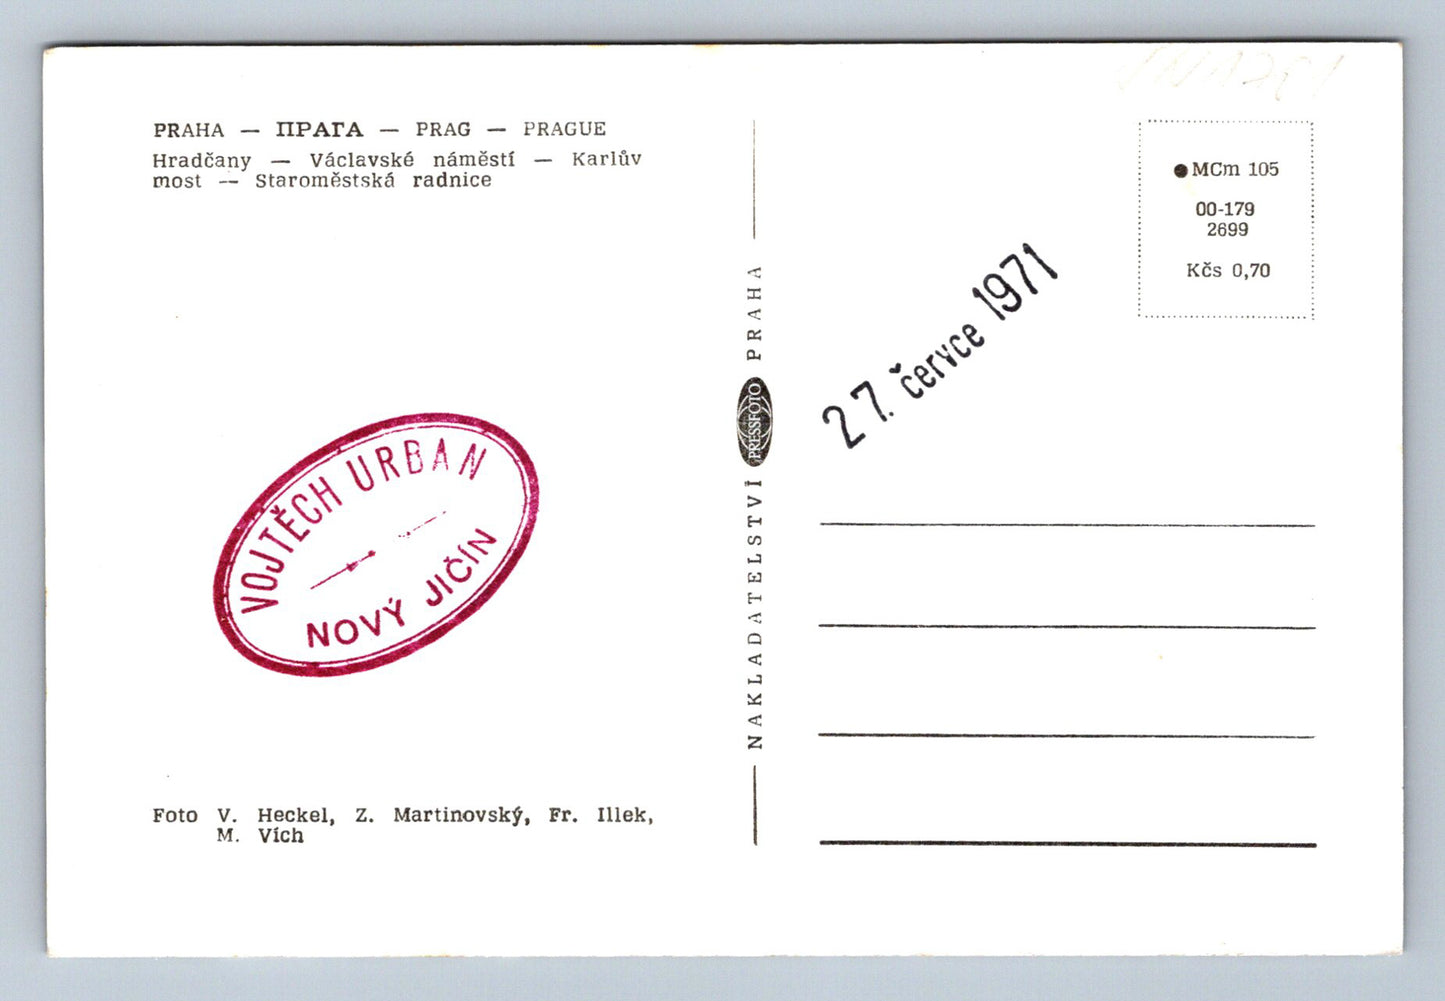 PRAHA — ПРАГА — PRAG — PRAGUE
Hradčany — Václavské náměstí — Karlův
most — Staroměstská radnice
VOJTĚCH URBAN
NOVÝ JIČÍN
Foto V. Heckel, Z. Martinovský, Fr. Illek,
M. Vích
NAKLADATELSTVÍ PRESSFOTO PRAHA
27. červce 1971
MCm 105
00-179
2699
Kčs 0,70